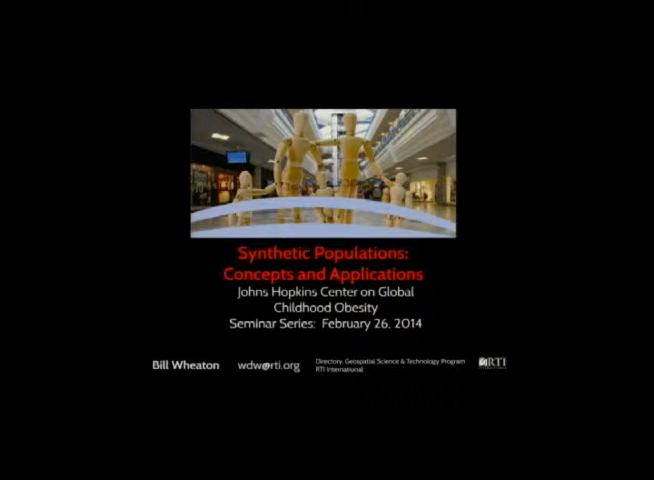 Synthetic Populations:
Concepts and Applications
Johns Hopkins Center on Global
Childhood Obesity
Seminar Series: February 26, 2014
Bill Wheaton
wdw@rti.org
Directory, Geospatial Science & Technology Program
RTI International
RTI